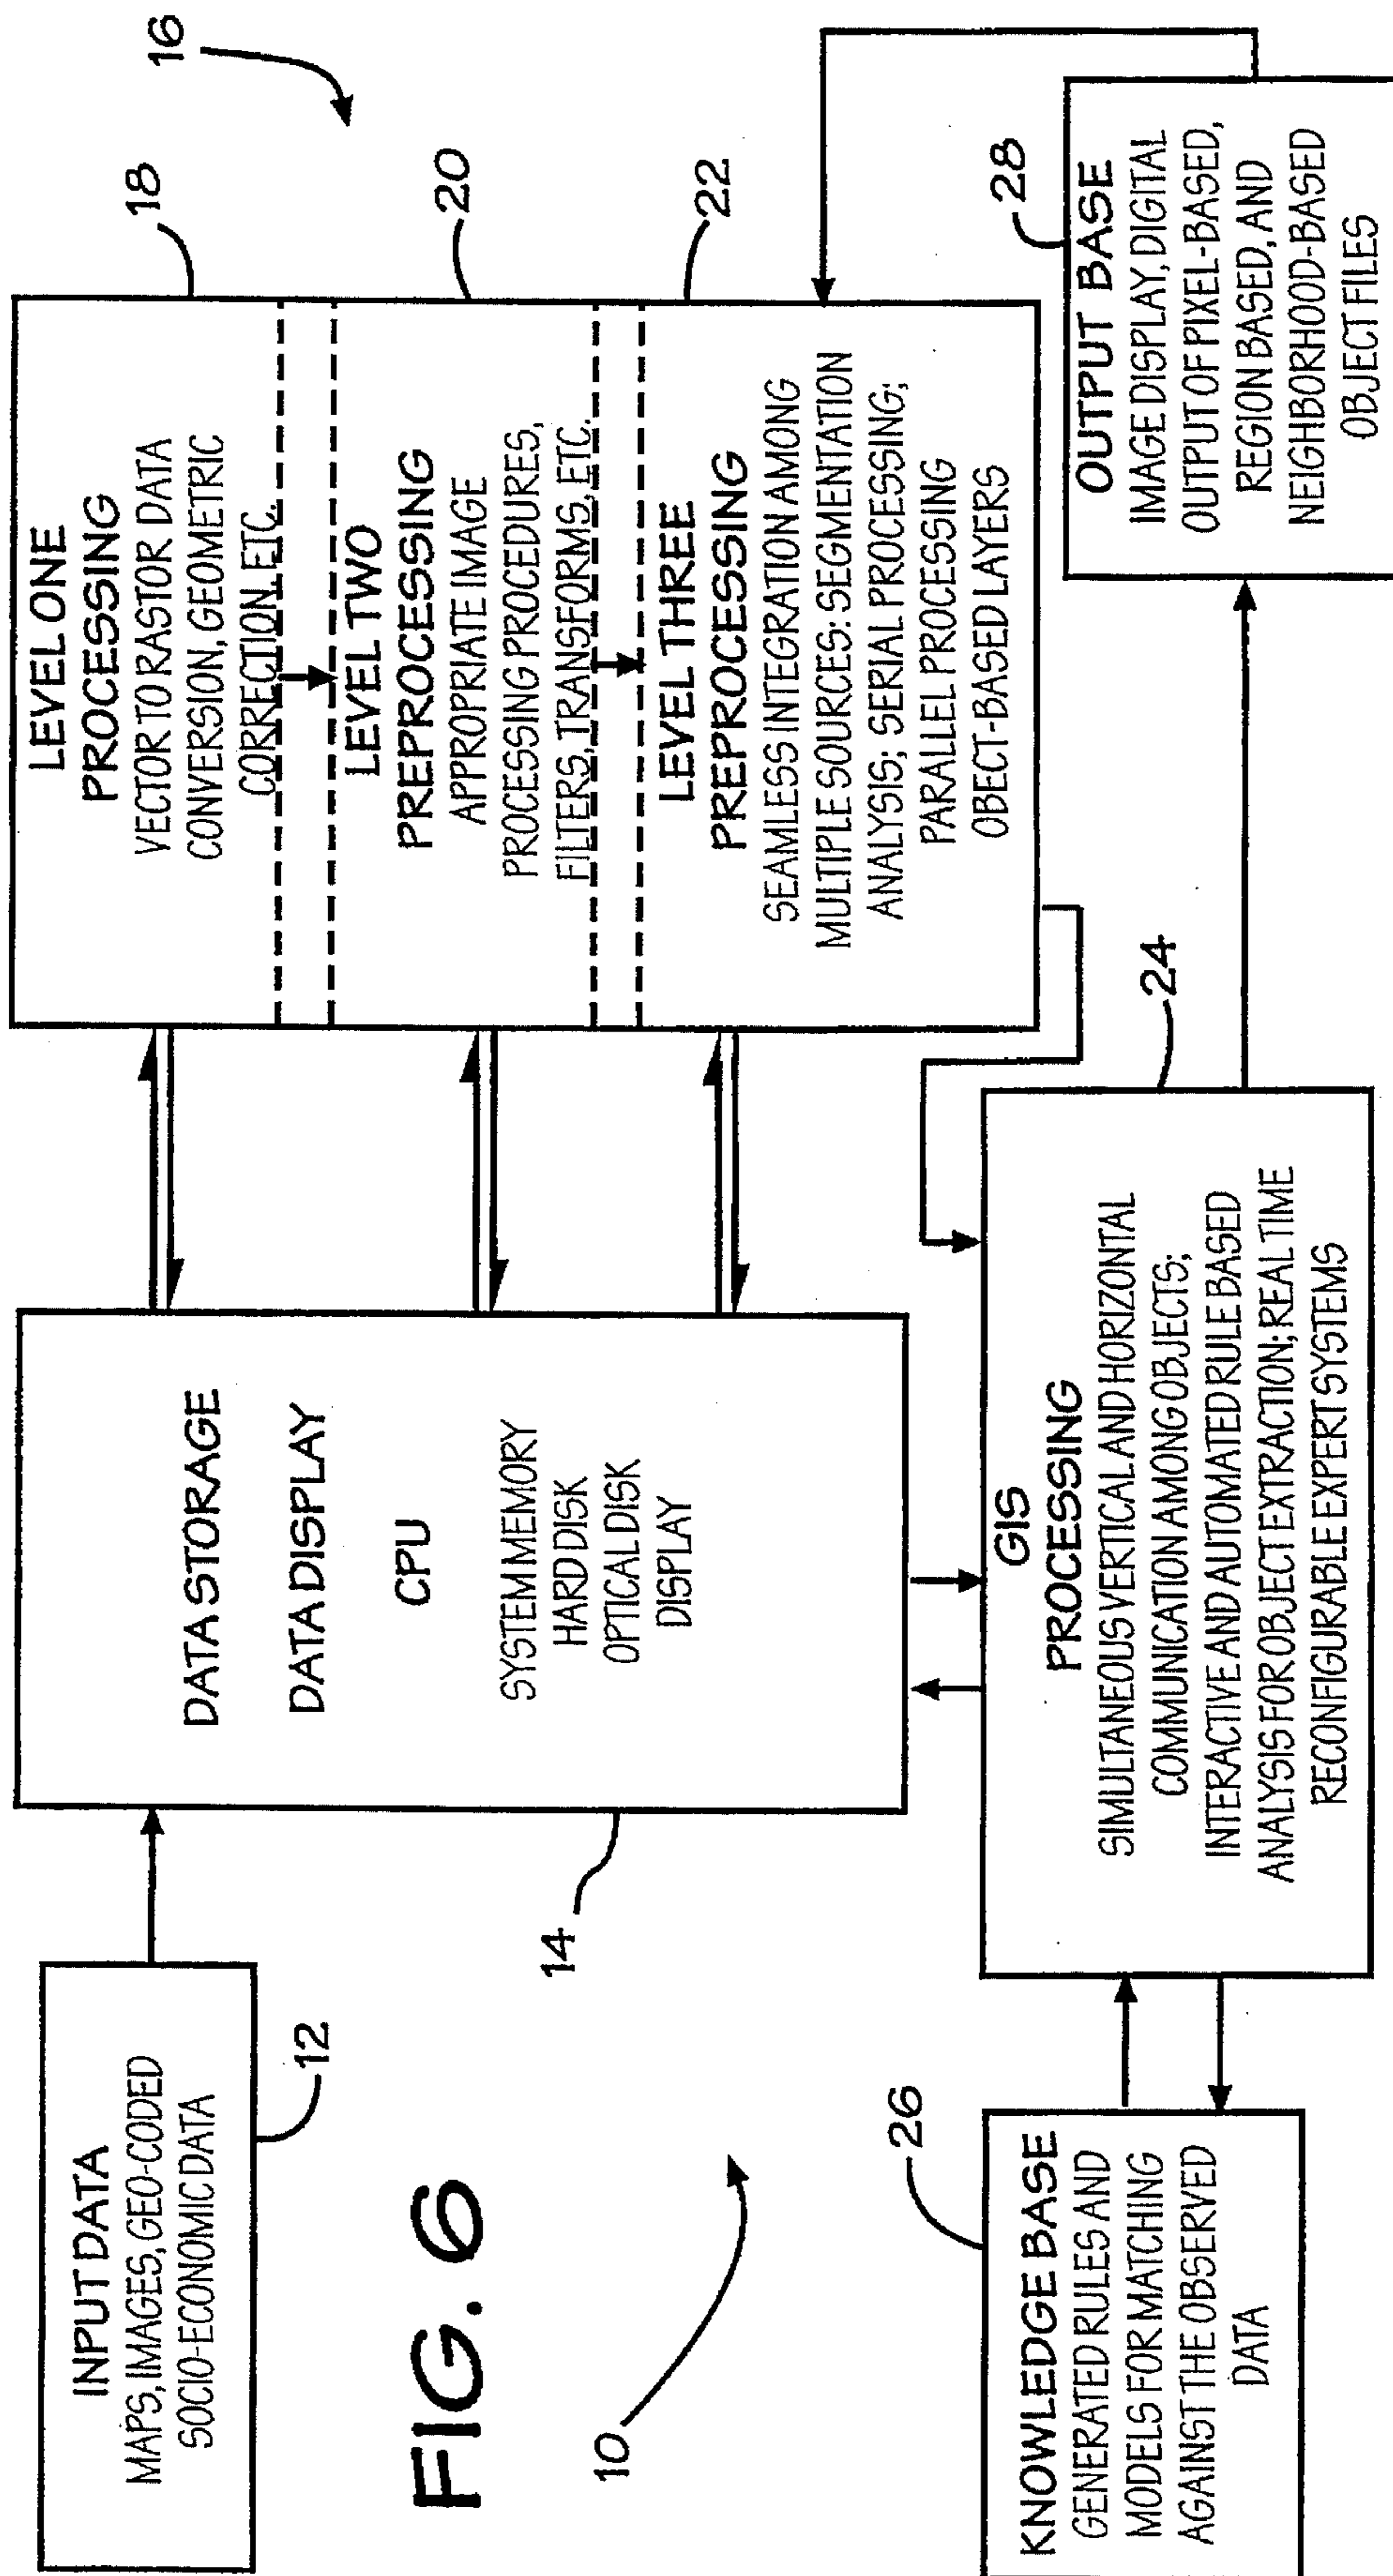 INPUT DATA
MAPS, IMAGES, GEO-CODED
SOCIO-ECONOMIC DATA
12
DATA STORAGE
DATA DISPLAY
CPU
SYSTEM MEMORY
HARD DISK
OPTICAL DISK
DISPLAY
14
16
LEVEL ONE
PROCESSING
VECTOR TO RASTOR DATA
CONVERSION, GEOMETRIC
CORRECTION, ETC.
18
LEVEL TWO
PREPROCESSING
APPROPRIATE IMAGE
PROCESSING PROCEDURES,
FILTERS, TRANSFORMS, ETC.
20
LEVEL THREE
PREPROCESSING
SEAMLESS INTEGRATION AMONG
MULTIPLE SOURCES: SEGMENTATION
ANALYSIS; SERIAL PROCESSING;
PARALLEL PROCESSING
OBECT-BASED LAYERS
22
FIG. 6
10
KNOWLEDGE BASE
GENERATED RULES AND
MODELS FOR MATCHING
AGAINST THE OBSERVED
DATA
26
GIS
PROCESSING
SIMULTANEOUS VERTICAL AND HORIZONTAL
COMMUNICATION AMONG OBJECTS;
INTERACTIVE AND AUTOMATED RULE BASED
ANALYSIS FOR OBJECT EXTRACTION; REAL TIME
RECONFIGURABLE EXPERT SYSTEMS
24
OUTPUT BASE
IMAGE DISPLAY, DIGITAL
OUTPUT OF PIXEL-BASED,
REGION BASED, AND
NEIGHBORHOOD-BASED
OBJECT FILES
28